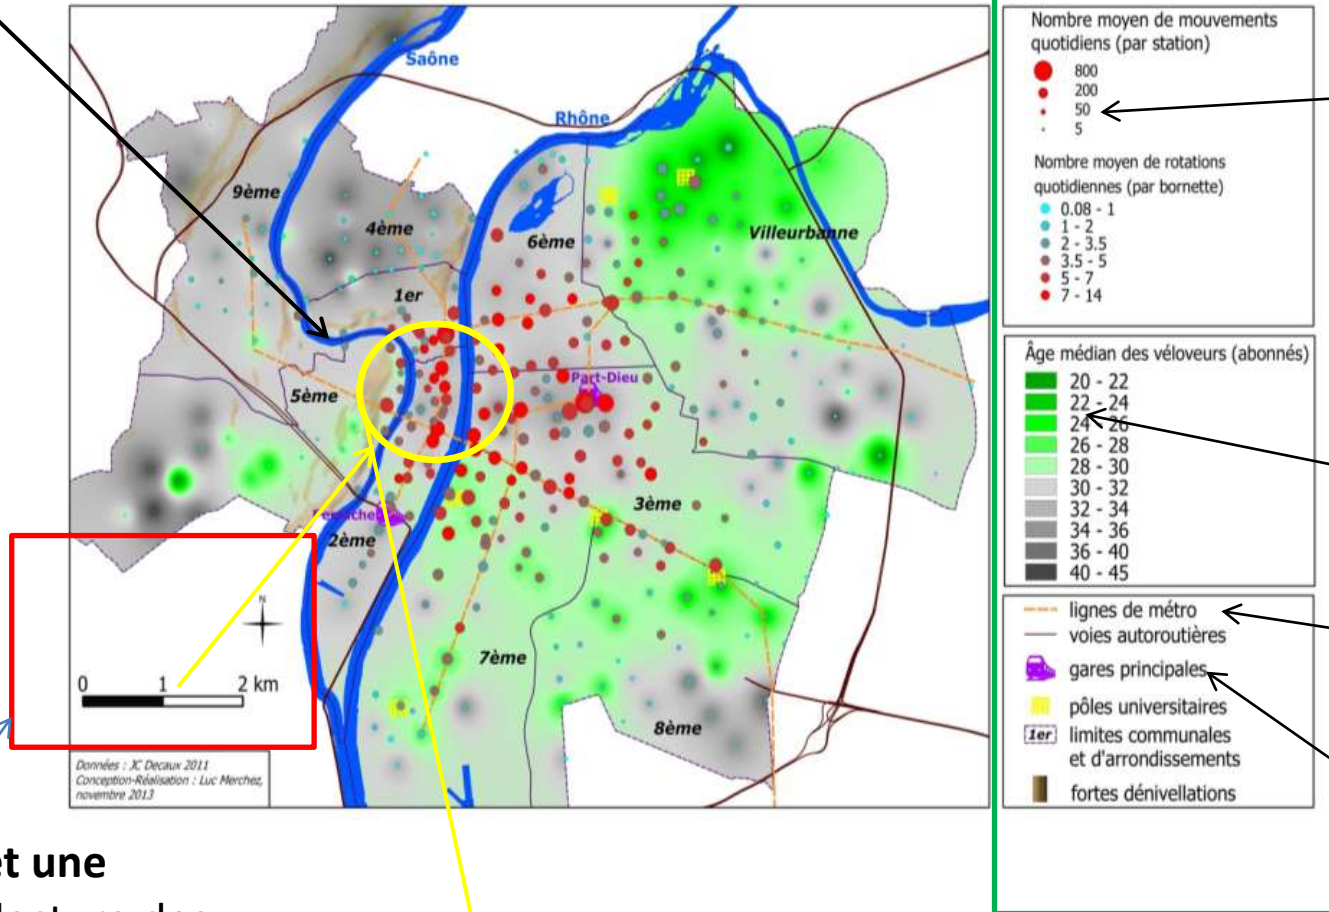 Saône
Rhône
9ème
4ème
6ème
Villeurbanne
1er
5ème
Part-Dieu
3ème
Perrache
2ème
7ème
8ème
N
0 1 2 km
Données : JC Decaux 2011
Conception-Réalisation : Luc Merchez,
novembre 2013
Nombre moyen de mouvements
quotidiens (par station)
800
200
50
5
Nombre moyen de rotations
quotidiennes (par bornette)
0.08 - 1
1 - 2
2 - 3.5
3.5 - 5
5 - 7
7 - 14
Âge médian des véloveurs (abonnés)
20 - 22
22 - 24
24 - 26
26 - 28
28 - 30
30 - 32
32 - 34
34 - 36
36 - 40
40 - 45
lignes de métro
voies autoroutières
gares principales
pôles universitaires
1er limites communales
et d'arrondissements
fortes dénivellations
et une